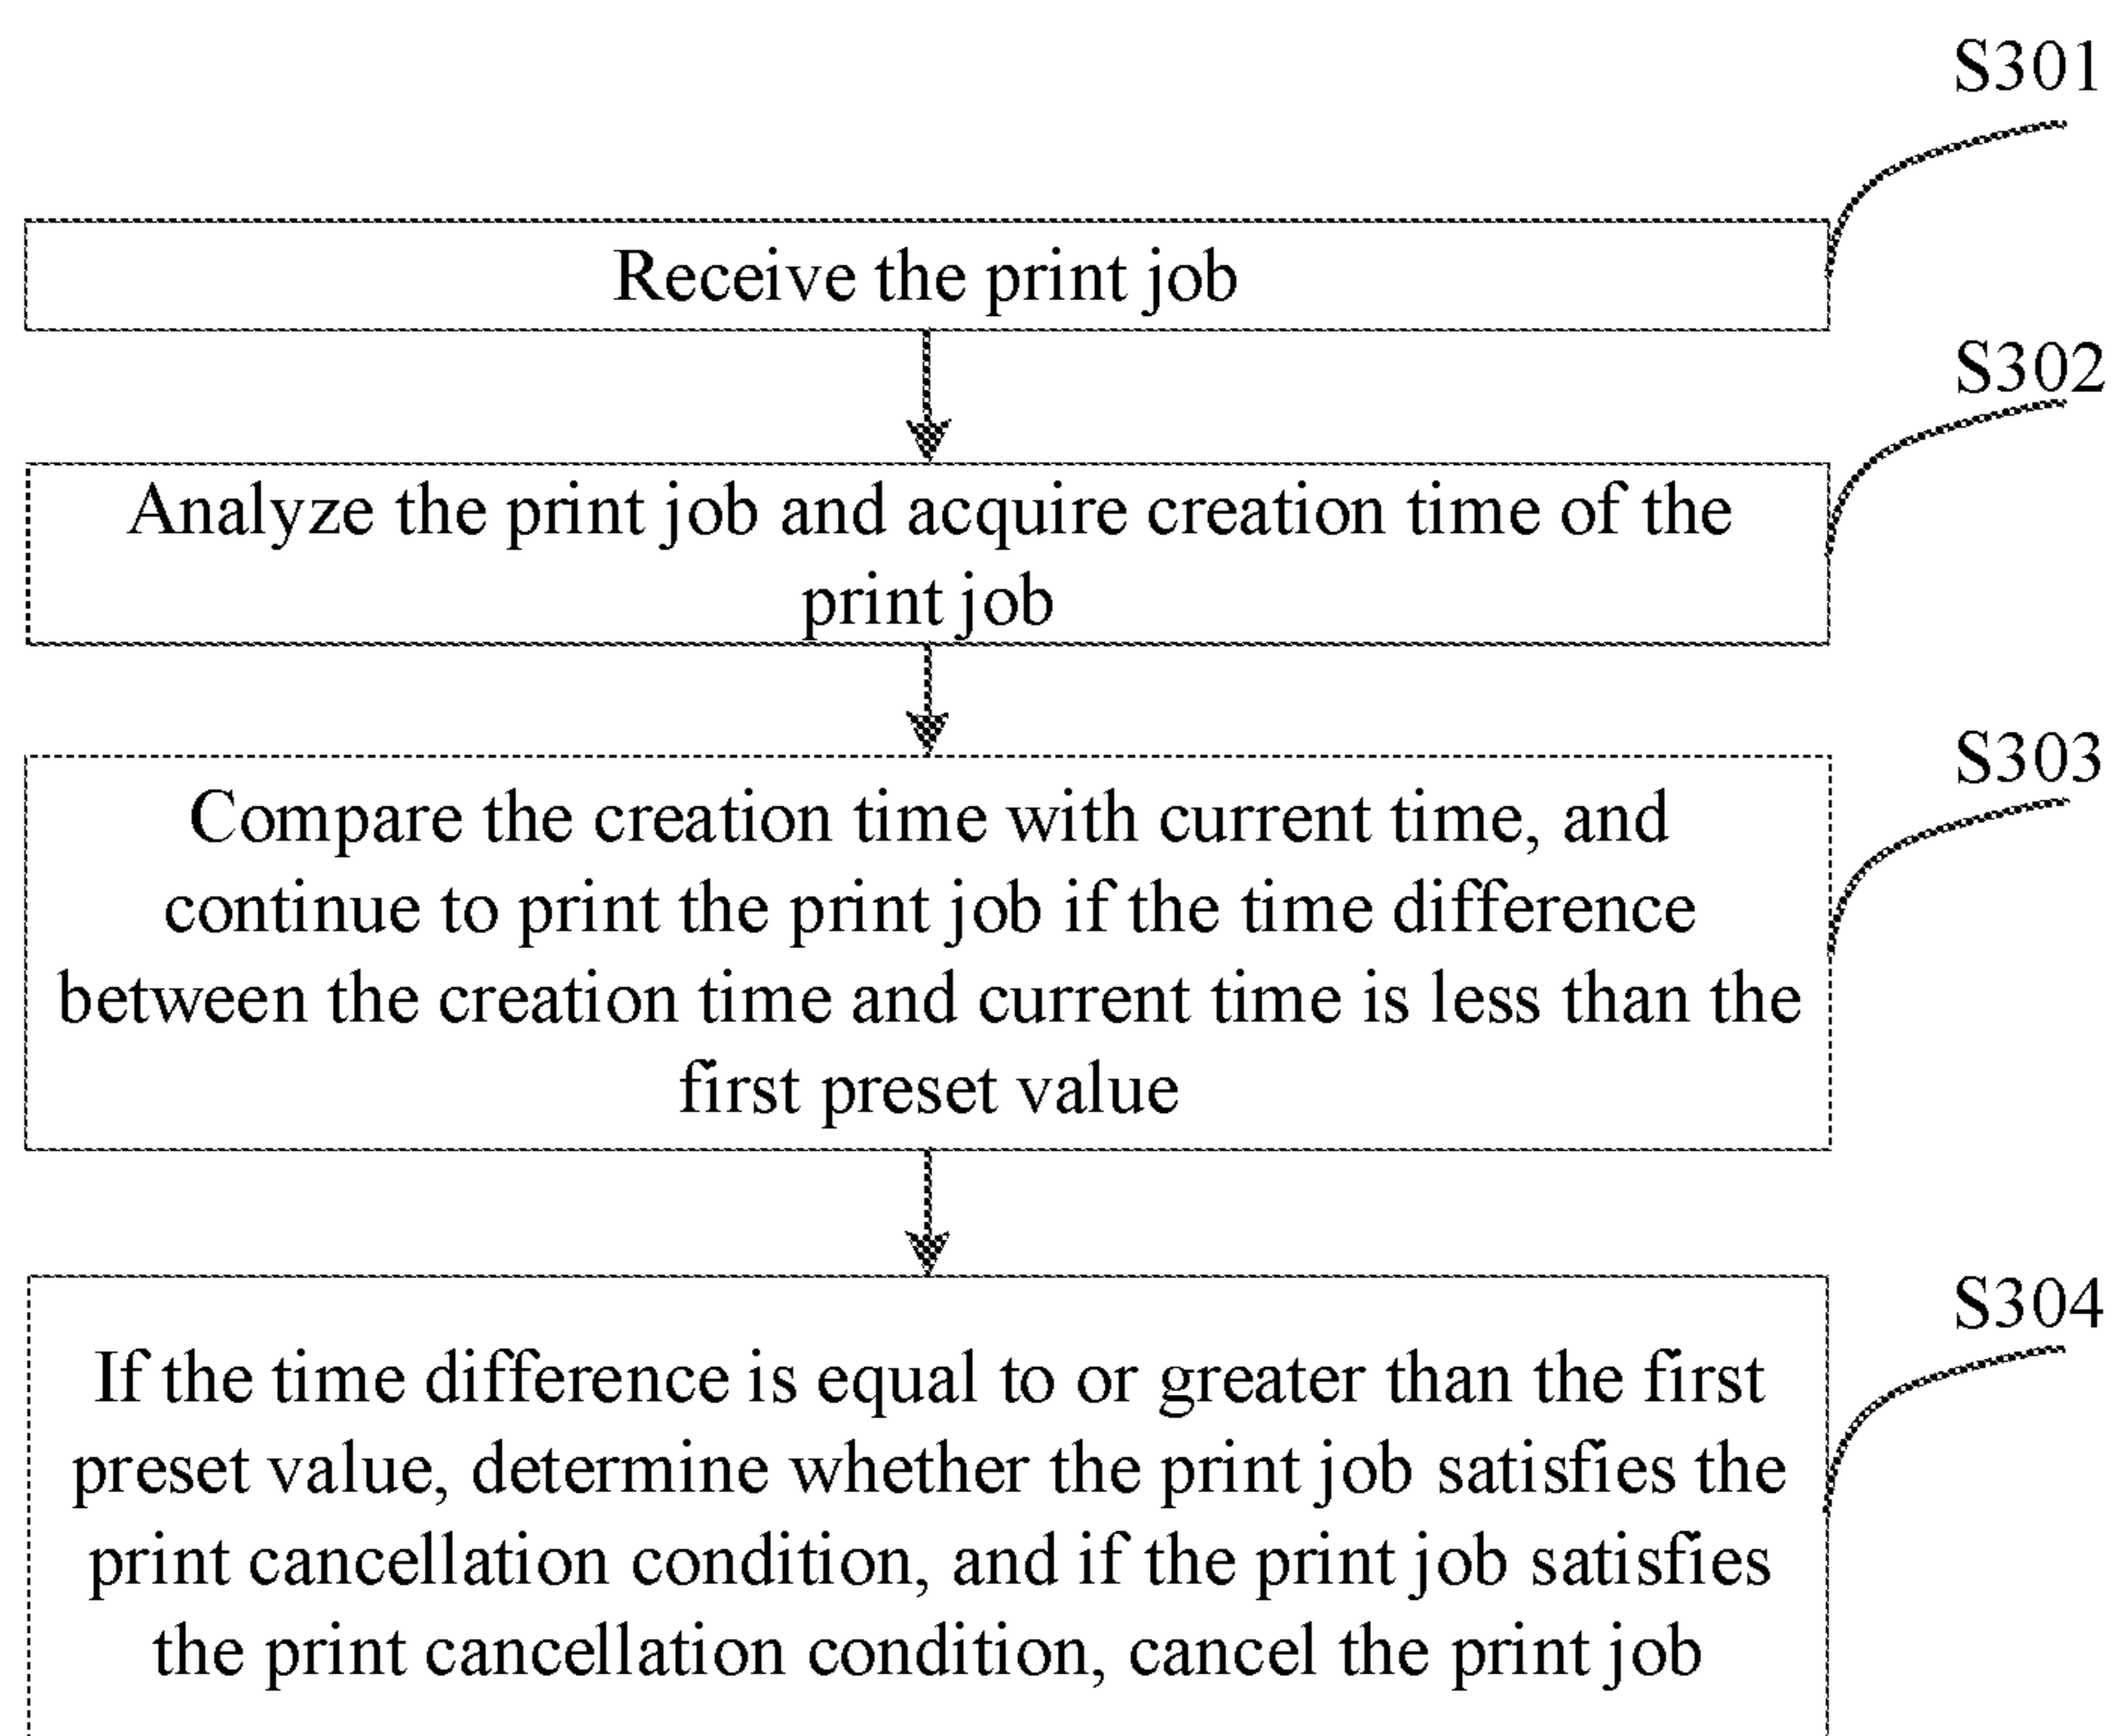 S301
Receive the print job
S302
Analyze the print job and acquire creation time of the
print job
S303
Compare the creation time with current time, and
continue to print the print job if the time difference
between the creation time and current time is less than the
first preset value
S304
If the time difference is equal to or greater than the first
preset value, determine whether the print job satisfies the
print cancellation condition, and if the print job satisfies
the print cancellation condition, cancel the print job